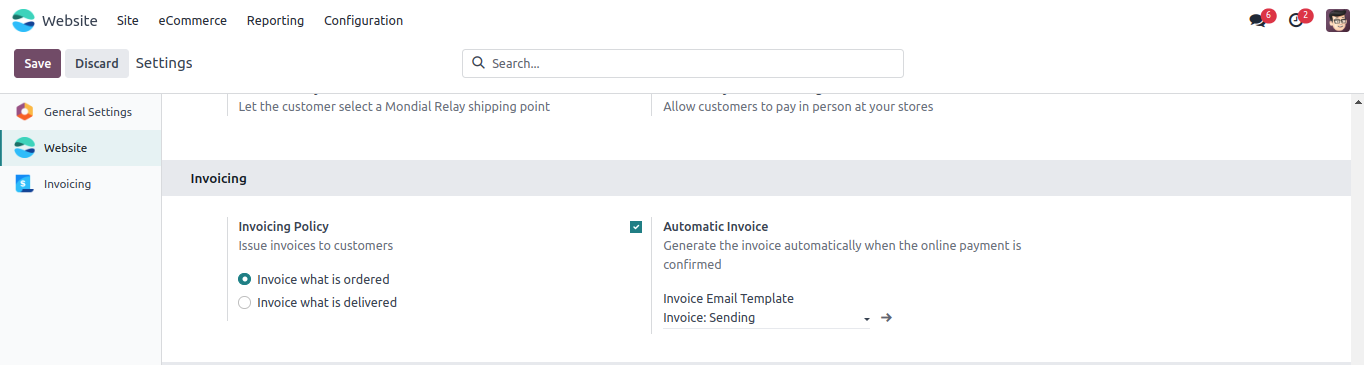 Website Site eCommerce Reporting Configuration 6 2
Save Discard Settings Search...
General Settings
Website
Invoicing
Let the customer select a Mondial Relay shipping point
Allow customers to pay in person at your stores
Invoicing
Invoicing Policy
Issue invoices to customers
Invoice what is ordered
Invoice what is delivered
Automatic Invoice
Generate the invoice automatically when the online payment is
confirmed
Invoice Email Template
Invoice: Sending